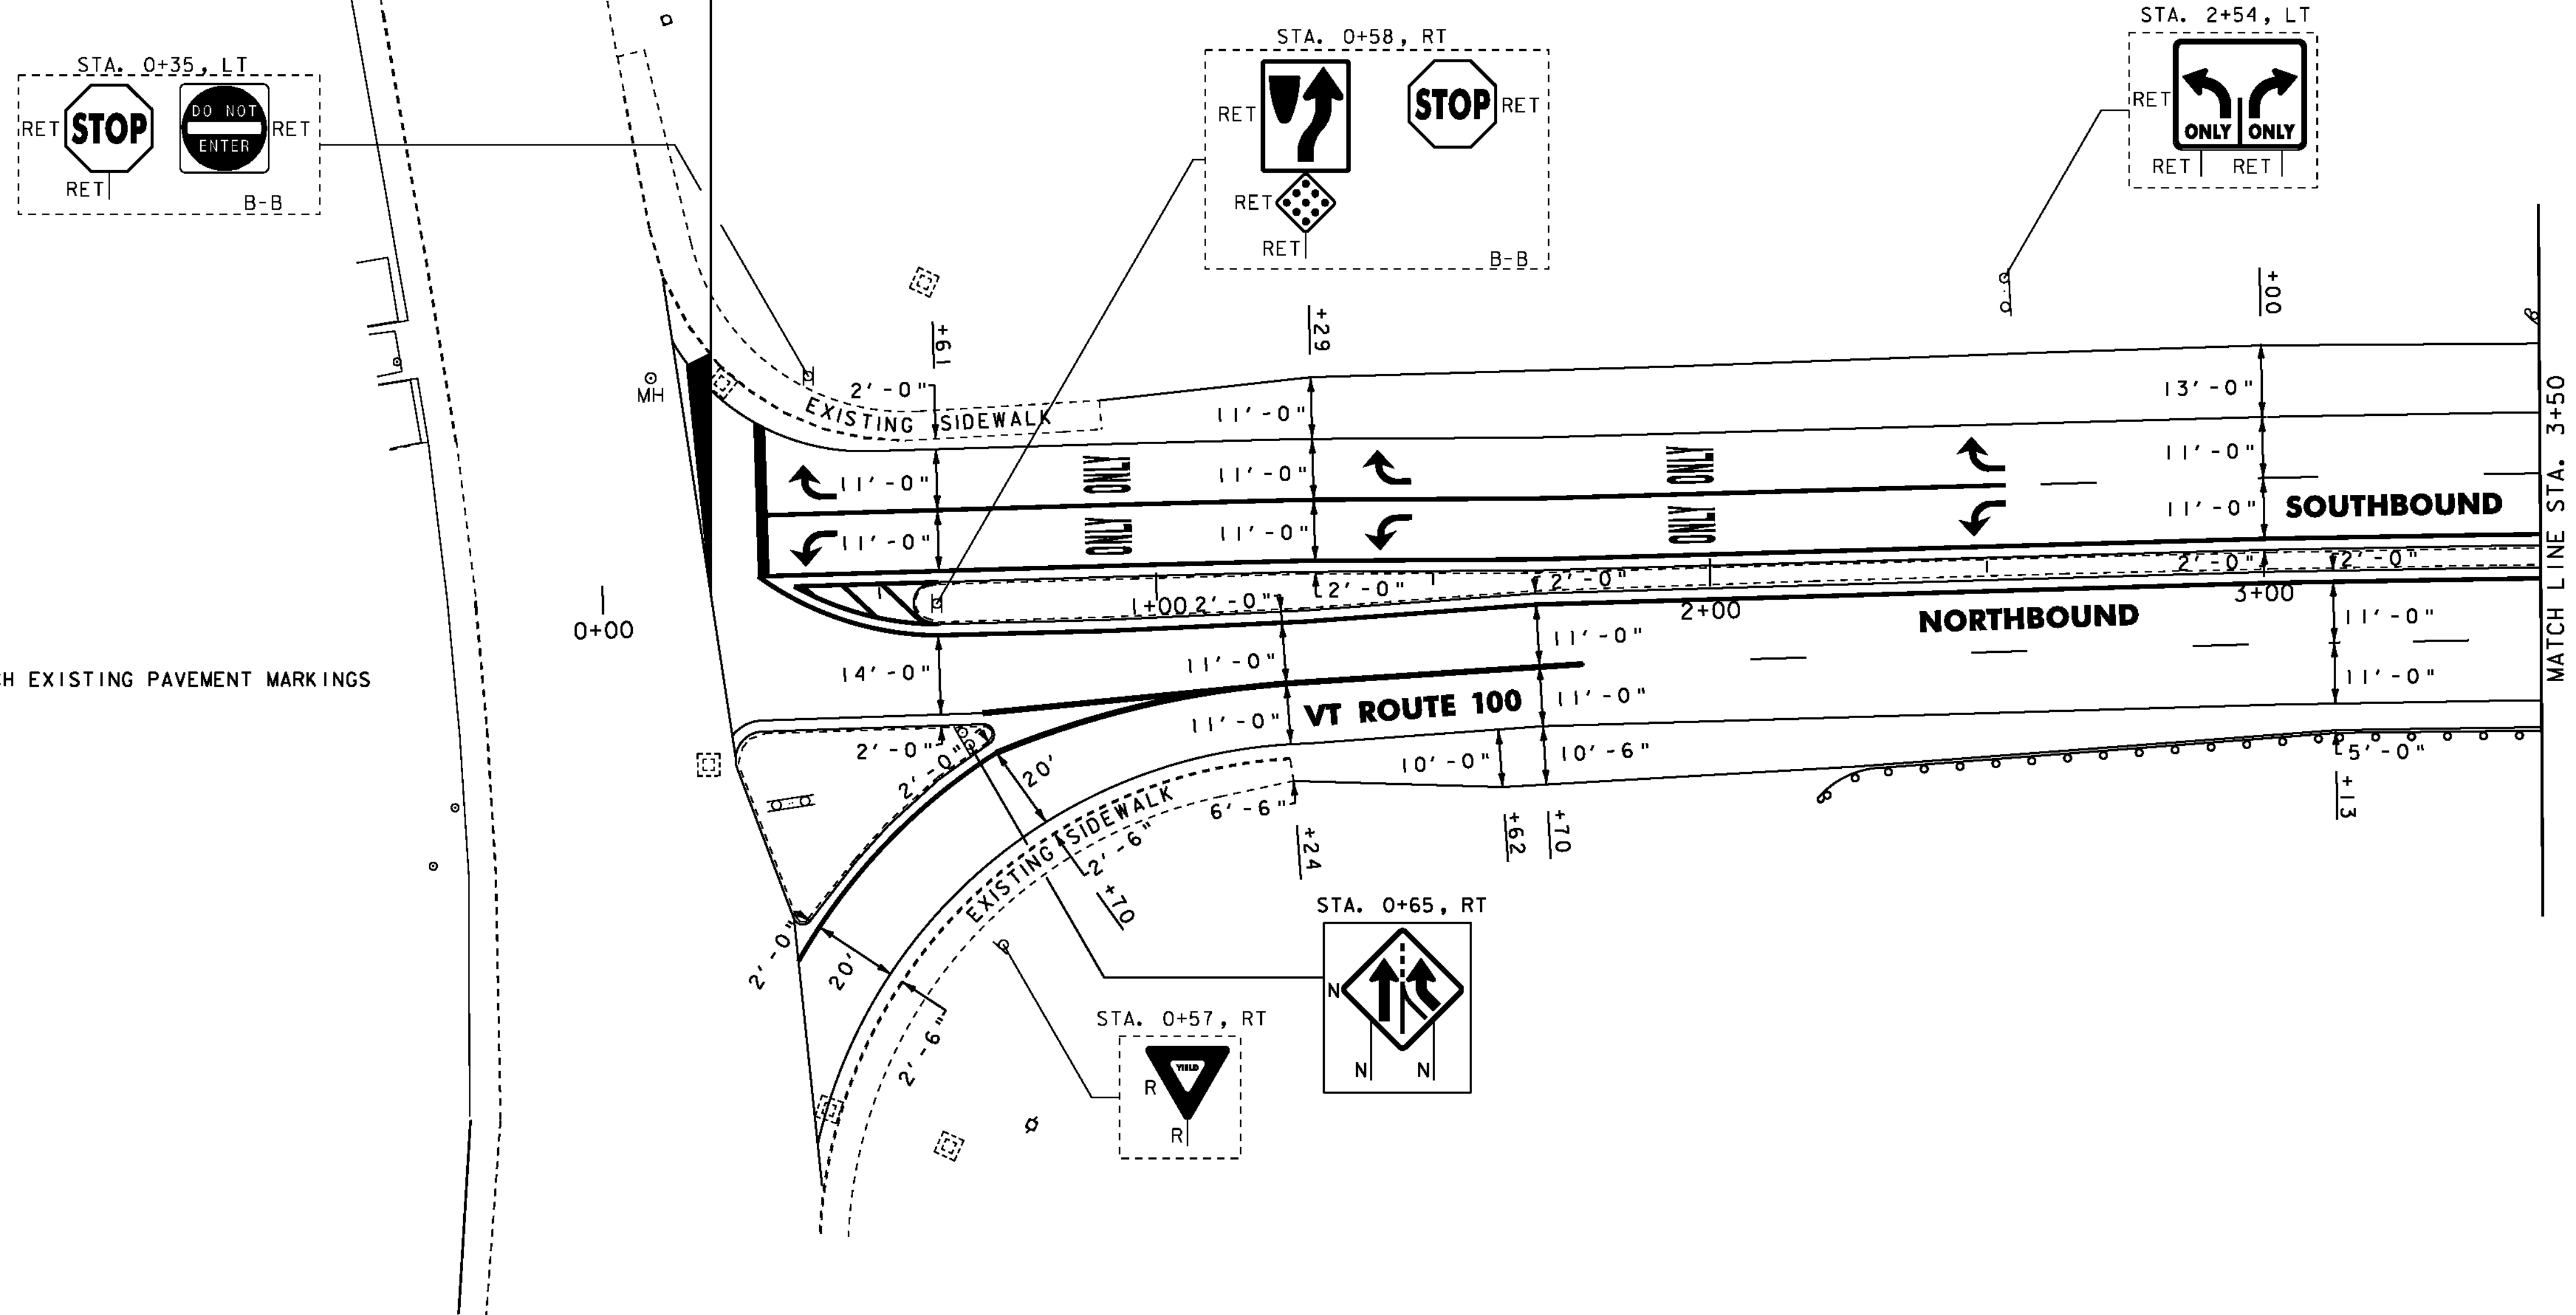 STA. 0+35, LT
RET
STOP
DO NOT
ENTER
RET
RET
B-B
STA. 0+58, RT
RET
STOP
RET
RET
RET
B-B
STA. 2+54, LT
RET
ONLY
ONLY
RET
RET
+61
+29
+00
MH
2'-0"
EXISTING SIDEWALK
11'-0"
13'-0"
11'-0"
ONLY
11'-0"
ONLY
11'-0"
11'-0"
ONLY
11'-0"
ONLY
11'-0"
SOUTHBOUND
MATCH LINE STA. 3+50
0+00
1+00
2'-0"
2'-0"
2'-0"
2+00
2'-0"
2'-0"
3+00
NORTHBOUND
14'-0"
11'-0"
11'-0"
11'-0"
H EXISTING PAVEMENT MARKINGS
11'-0"
VT ROUTE 100
11'-0"
11'-0"
2'-0"
2'-0"
20'
10'-0"
10'-6"
5'-0"
EXISTING SIDEWALK
6'-6"
2'-6"
+70
+24
+62
+70
+13
2'-0"
20'
2'-6"
STA. 0+65, RT
N
N
N
STA. 0+57, RT
YIELD
R
R